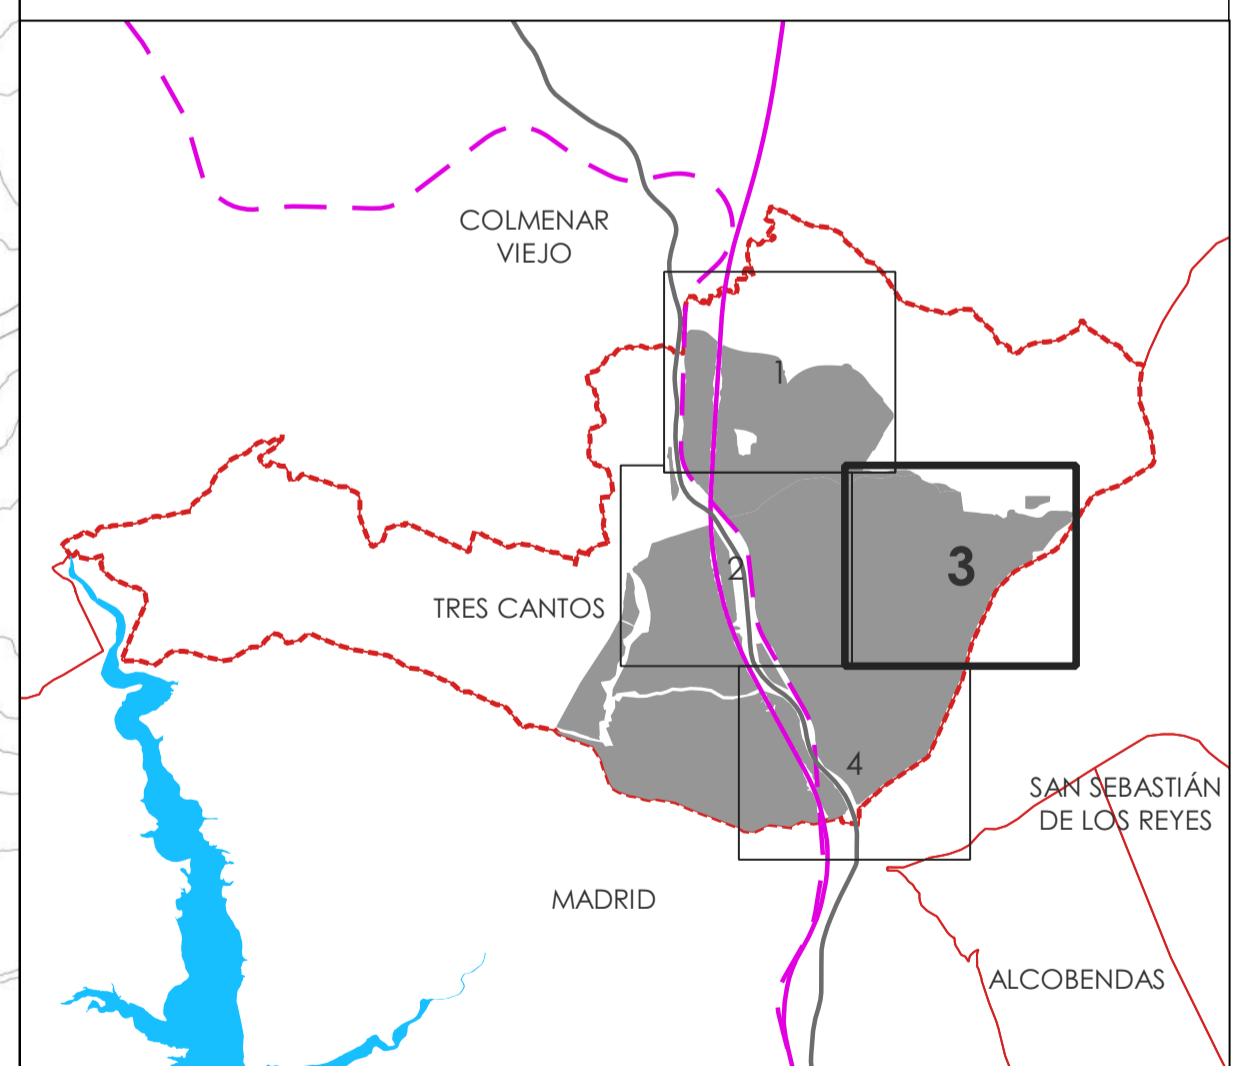 COLMENAR
VIEJO
1
3
2
TRES CANTOS
4
SAN SEBASTIÁN
DE LOS REYES
MADRID
ALCOBENDAS